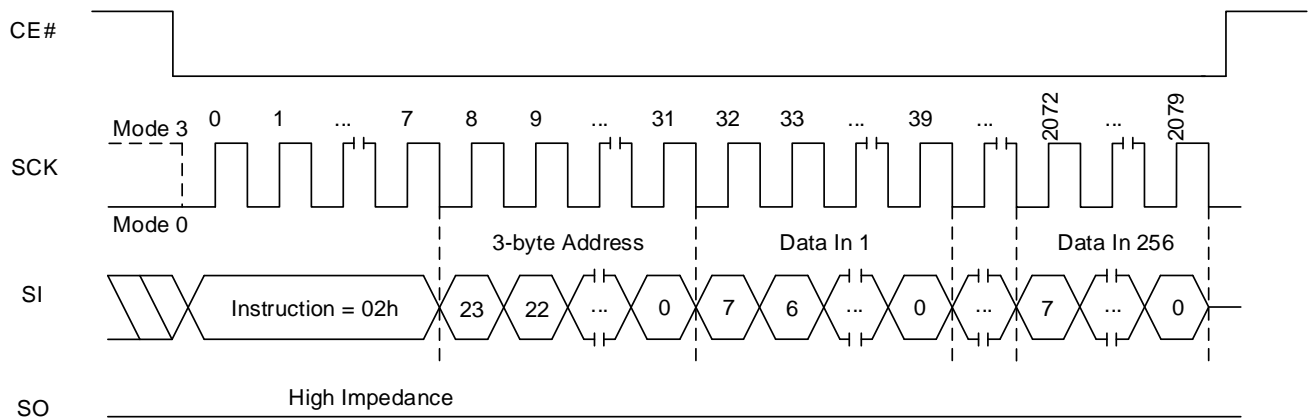 CE#
0 1 ... 7 8 9 ... 31 32 33 ... 39 ... 2072 ... 2079
Mode 3
SCK
Mode 0
3-byte Address Data In 1 Data In 256
SI Instruction = 02h 23 22 ... 0 7 6 ... 0 ... 7 ... 0
High Impedance
SO